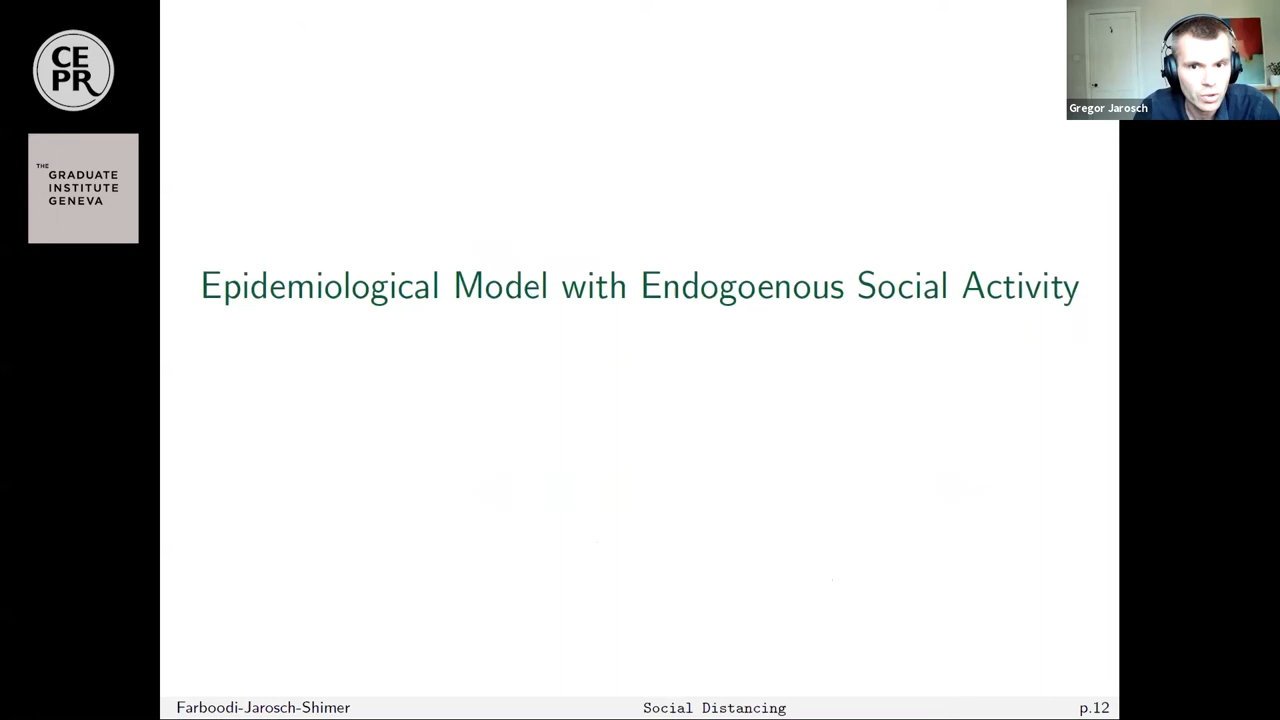 CE
PR
THE
GRADUATE
INSTITUTE
GENEVA
Gregor Jarosch
Epidemiological Model with Endogoenous Social Activity
Farboodi-Jarosch-Shimer
Social Distancing
p.12